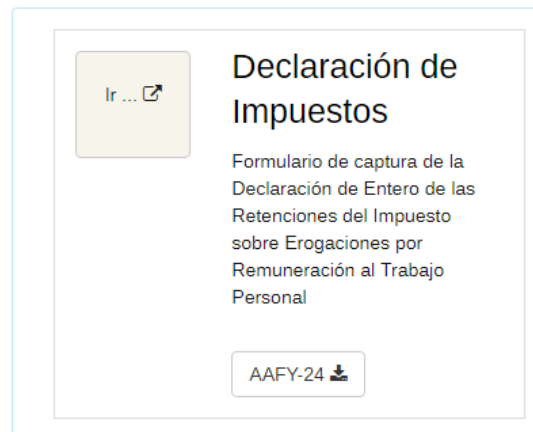 Ir ...
Declaración de
Impuestos
Formulario de captura de la
Declaración de Entero de las
Retenciones del Impuesto
sobre Erogaciones por
Remuneración al Trabajo
Personal
AAFY-24